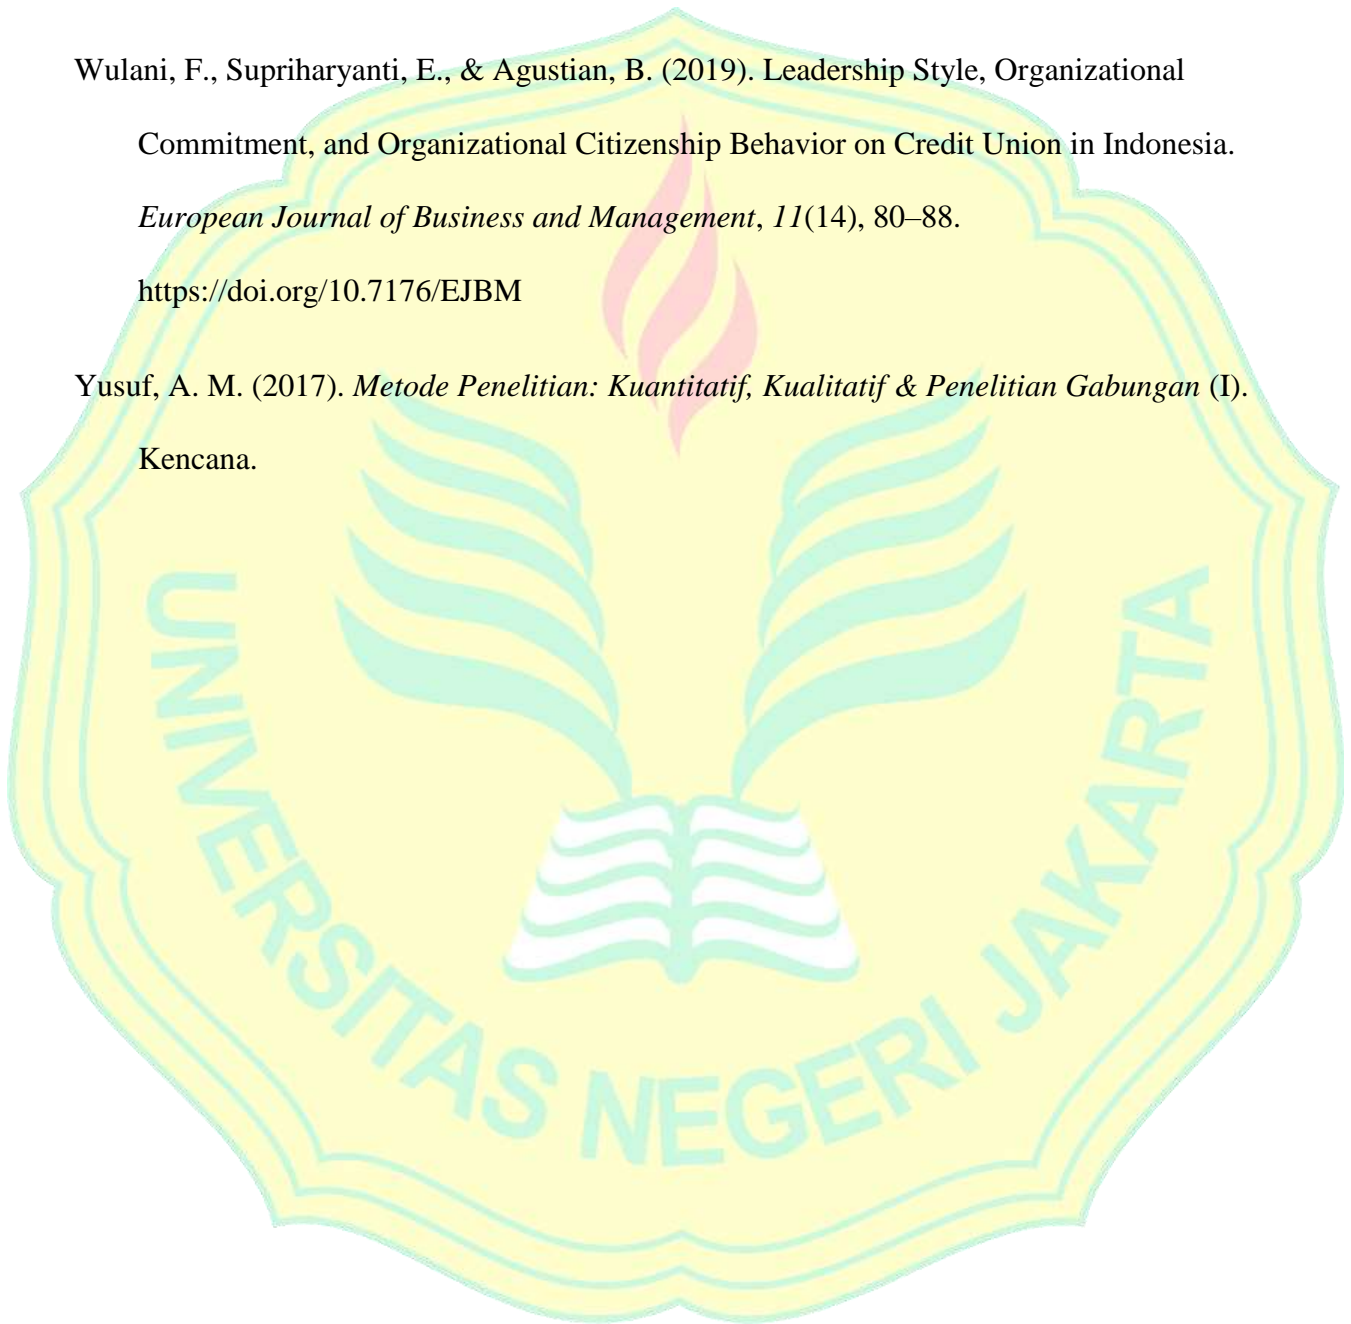 Wulani, F., Supriharyanti, E., & Agustian, B. (2019). Leadership Style, Organizational
Commitment, and Organizational Citizenship Behavior on Credit Union in Indonesia.
European Journal of Business and Management, 11(14), 80–88.
https://doi.org/10.7176/EJBM
Yusuf, A. M. (2017). Metode Penelitian: Kuantitatif, Kualitatif & Penelitian Gabungan (I).
Kencana.
UNIVERSITAS NEGERI JAKARTA